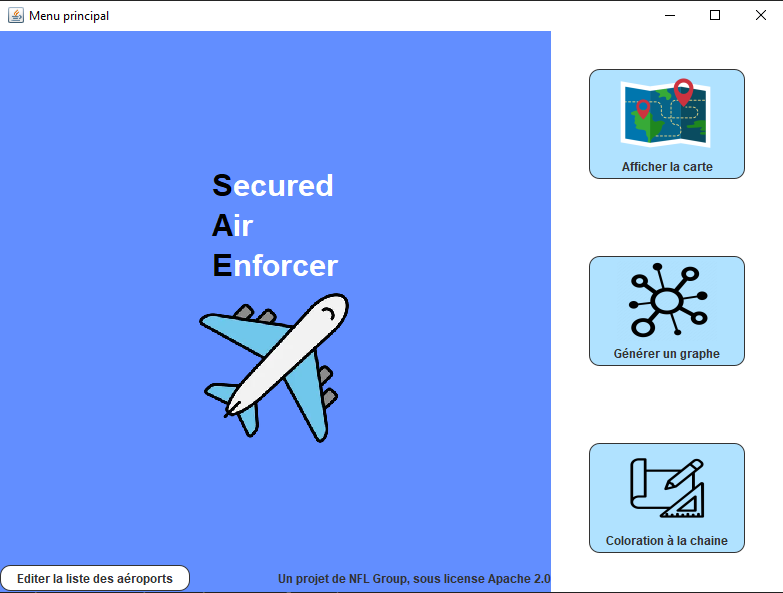 Menu principal
Secured
Air
Enforcer
Afficher la carte
Générer un graphe
Coloration à la chaine
Editer la liste des aéroports
Un projet de NFL Group, sous license Apache 2.0